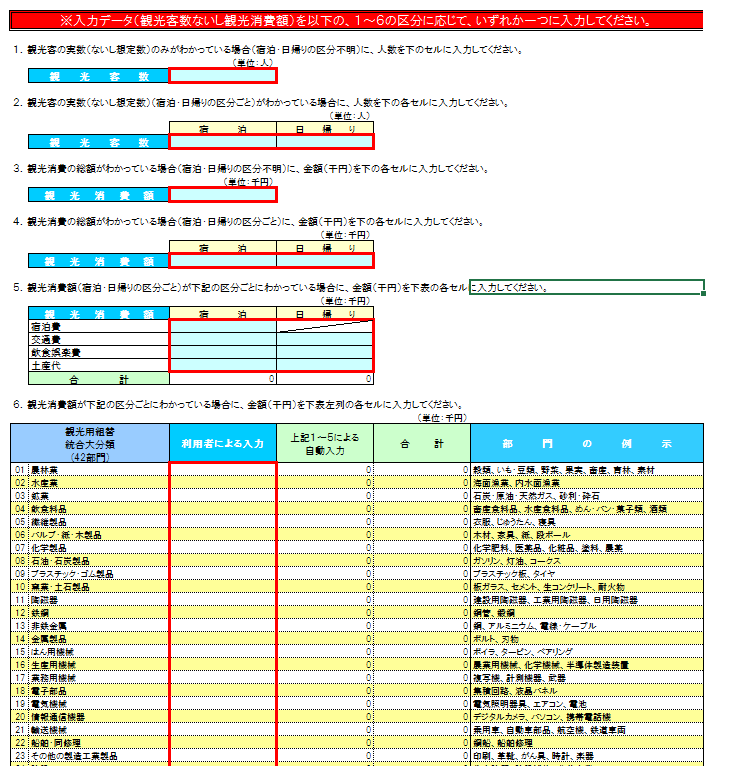 ※入力データ(観光客数ないし観光消費額)を以下の、1～6の区分に応じて、いずれか一つに入力してください。
1. 観光客の実数(ないし想定数)のみがわかっている場合(宿泊・日帰りの区分不明)に、人数を下のセルに入力してください。
(単位:人)
観光客数
2. 観光客の実数(ないし想定数)(宿泊・日帰りの区分ごと)がわかっている場合に、人数を下の各セルに入力してください。
(単位:人)
宿泊 日帰り
観光客数
3. 観光消費の総額がわかっている場合(宿泊・日帰りの区分不明)に、金額(千円)を下の各セルに入力してください。
(単位:千円)
観光消費額
4. 観光消費の総額がわかっている場合(宿泊・日帰りの区分ごと)に、金額(千円)を下の各セルに入力してください。
(単位:千円)
宿泊 日帰り
観光消費額
5. 観光消費額(宿泊・日帰りの区分ごと)が下記の区分ごとにわかっている場合に、金額(千円)を下表の各セルに入力してください。
(単位:千円)
観光消費額 宿泊 日帰り
宿泊費
交通費
飲食娯楽費
土産代
合計 0 0
6. 観光消費額が下記の区分ごとにわかっている場合に、金額(千円)を下表左列の各セルに入力してください。
(単位:千円)
観光用組替
統合大分類
(42部門)
利用者による入力
上記1～5による
自動入力
合計
部門の例示
01 農林業 0 0 穀類、いも・豆類、野菜、果実、畜産、育林、素材
02 水産業 0 0 海面漁業、内水面漁業
03 鉱業 0 0 石炭・原油・天然ガス、砂利・砕石
04 飲食料品 0 0 畜産食料品、水産食料品、めん・パン・菓子類、酒類
05 繊維製品 0 0 衣服、じゅうたん、寝具
06 パルプ・紙・木製品 0 0 木材、家具、紙、段ボール
07 化学製品 0 0 化学肥料、医薬品、化粧品、塗料、農薬
08 石油・石炭製品 0 0 ガソリン、灯油、コークス
09 プラスチック・ゴム製品 0 0 プラスチック板、タイヤ
10 窯業・土石製品 0 0 板ガラス、セメント、生コンクリート、耐火物
11 陶磁器 0 0 建設用陶磁器、工業用陶磁器、日用陶磁器
12 鉄鋼 0 0 鋼管、鍛鋼
13 非鉄金属 0 0 銅、アルミニウム、電線・ケーブル
14 金属製品 0 0 ボルト、刃物
15 はん用機械 0 0 ボイラ、タービン、ベアリング
16 生産用機械 0 0 農業用機械、化学機械、半導体製造装置
17 業務用機械 0 0 複写機、計測機器、武器
18 電子部品 0 0 集積回路、液晶パネル
19 電気機械 0 0 電気照明器具、エアコン、電池
20 情報通信機器 0 0 デジタルカメラ、パソコン、携帯電話機
21 輸送機械 0 0 乗用車、自動車部品、航空機、鉄道車両
22 船舶・同修理 0 0 鋼船、船舶修理
23 その他の製造工業製品 0 0 印刷、革靴、がん具、時計、楽器